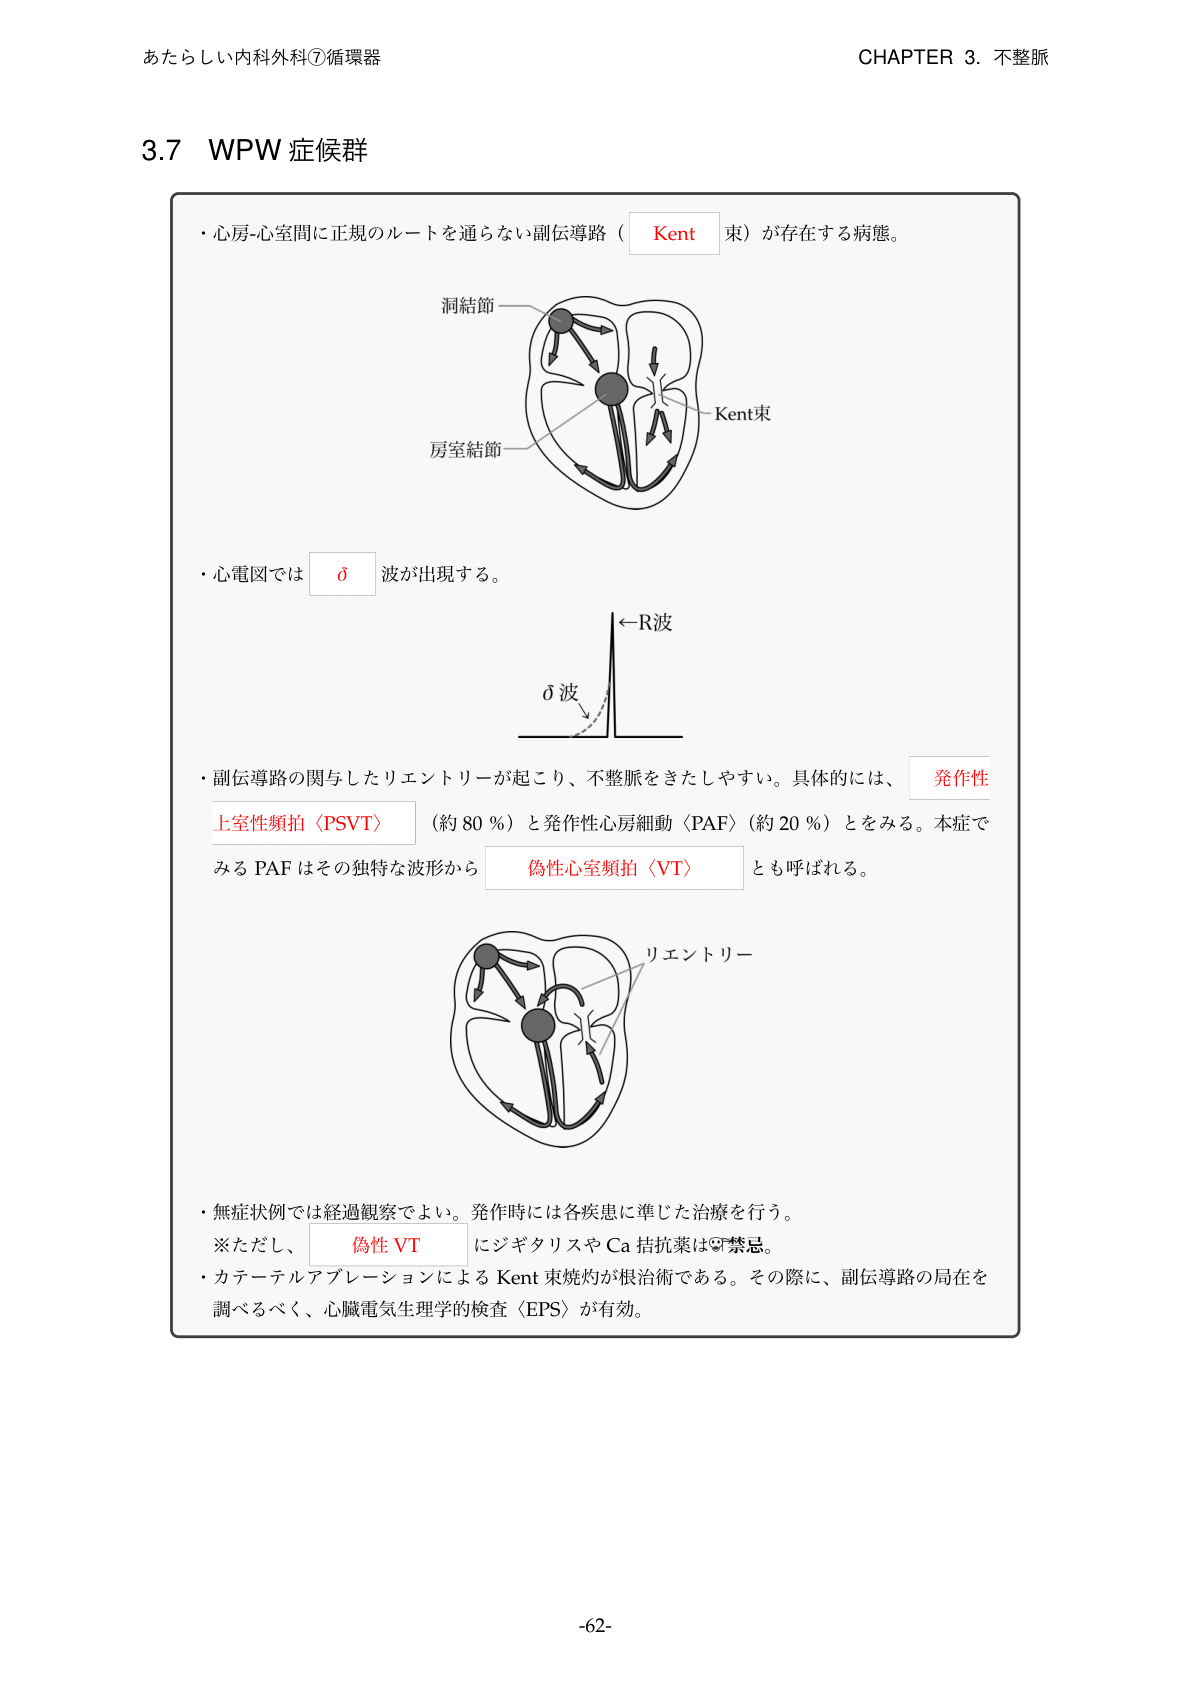 あたらしい内科外科⑦循環器
CHAPTER 3. 不整脈
3.7 WPW 症候群
・心房-心室間に正規のルートを通らない副伝導路（ Kent 束）が存在する病態。
洞結節
Kent束
房室結節
・心電図では δ 波が出現する。
←R波
δ 波
・副伝導路の関与したリエントリーが起こり、不整脈をきたしやすい。具体的には、 発作性
上室性頻拍〈PSVT〉 （約 80 %）と発作性心房細動〈PAF〉（約 20 %）とをみる。本症で
みる PAF はその独特な波形から 偽性心室頻拍〈VT〉 とも呼ばれる。
リエントリー
・無症状例では経過観察でよい。発作時には各疾患に準じた治療を行う。
※ただし、 偽性 VT にジギタリスや Ca 拮抗薬は禁忌。
・カテーテルアブレーションによる Kent 束焼灼が根治術である。その際に、副伝導路の局在を
調べるべく、心臓電気生理学的検査〈EPS〉が有効。
-62-